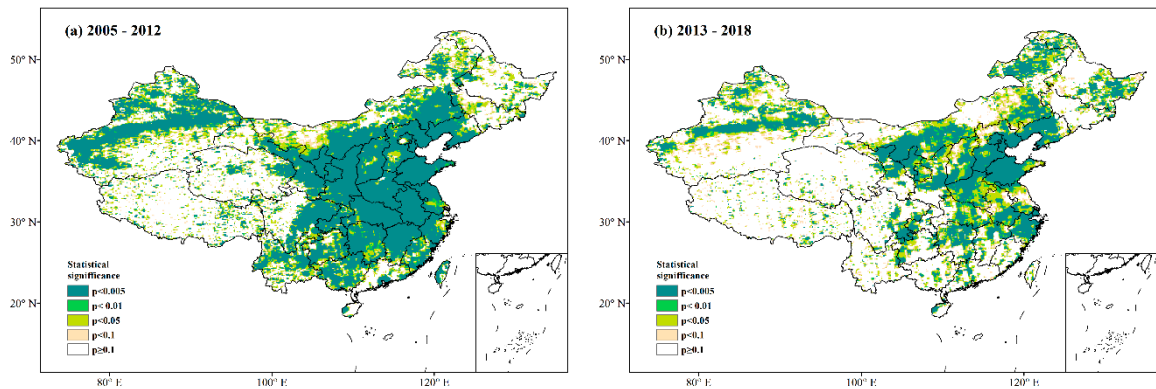 (a) 2005 - 2012
50° N
40° N
30° N
20° N
Statistical
signifficance
p<0.005
p< 0.01
p<0.05
p<0.1
p≥0.1
80° E
100° E
120° E
(b) 2013 - 2018
50° N
40° N
30° N
20° N
Statistical
signifficance
p<0.005
p< 0.01
p<0.05
p<0.1
p≥0.1
80° E
100° E
120° E